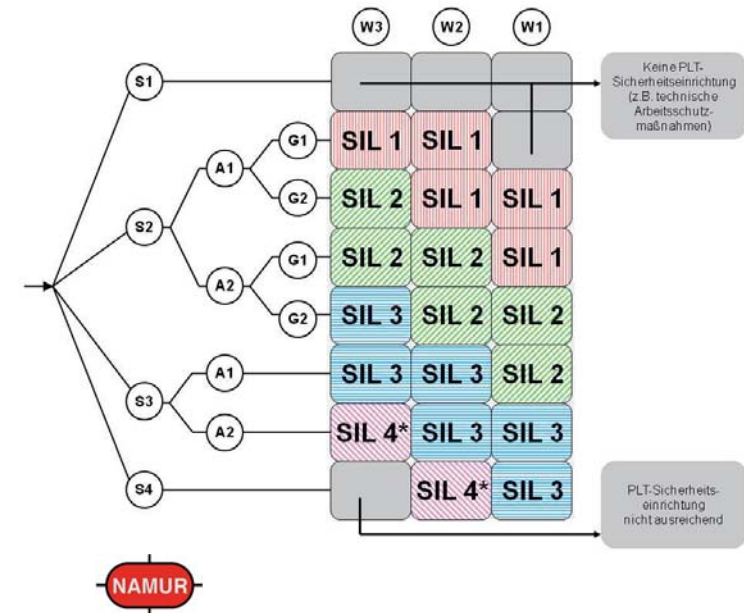 W3 W2 W1
S1
Keine PLT-
Sicherheitseinrichtung
(z.B. technische
Arbeitsschutz-
maßnahmen)
G1 SIL 1 SIL 1
A1
G2 SIL 2 SIL 1 SIL 1
S2
G1 SIL 2 SIL 2 SIL 1
A2
G2 SIL 3 SIL 2 SIL 2
A1 SIL 3 SIL 3 SIL 2
S3
A2 SIL 4* SIL 3 SIL 3
S4 SIL 4* SIL 3
PLT-Sicherheits-
einrichtung
nicht ausreichend
NAMUR